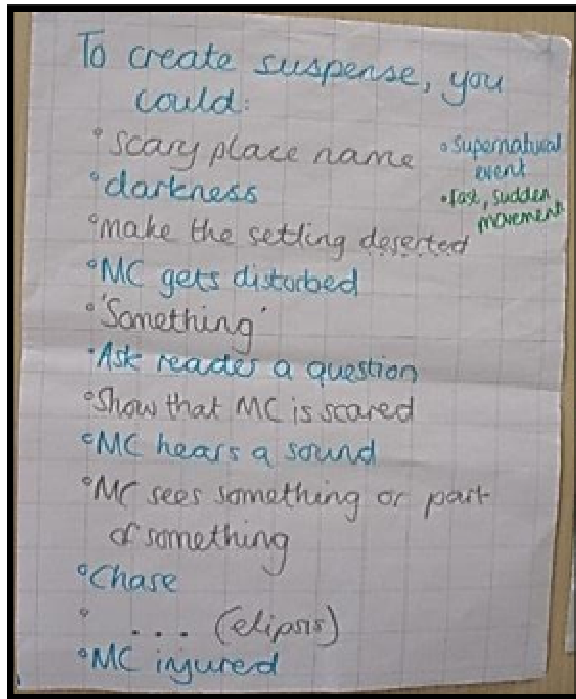 To create suspense, you
could:
° scary place name
° darkness
° make the setting deserted
° MC gets disturbed
° 'Something'
° Ask reader a question
° Show that MC is scared
° MC hears a sound
° MC sees something or part
of something
° Chase
° ... (elipsis)
° MC injured
° Supernatural
event
• Fast, sudden
movement